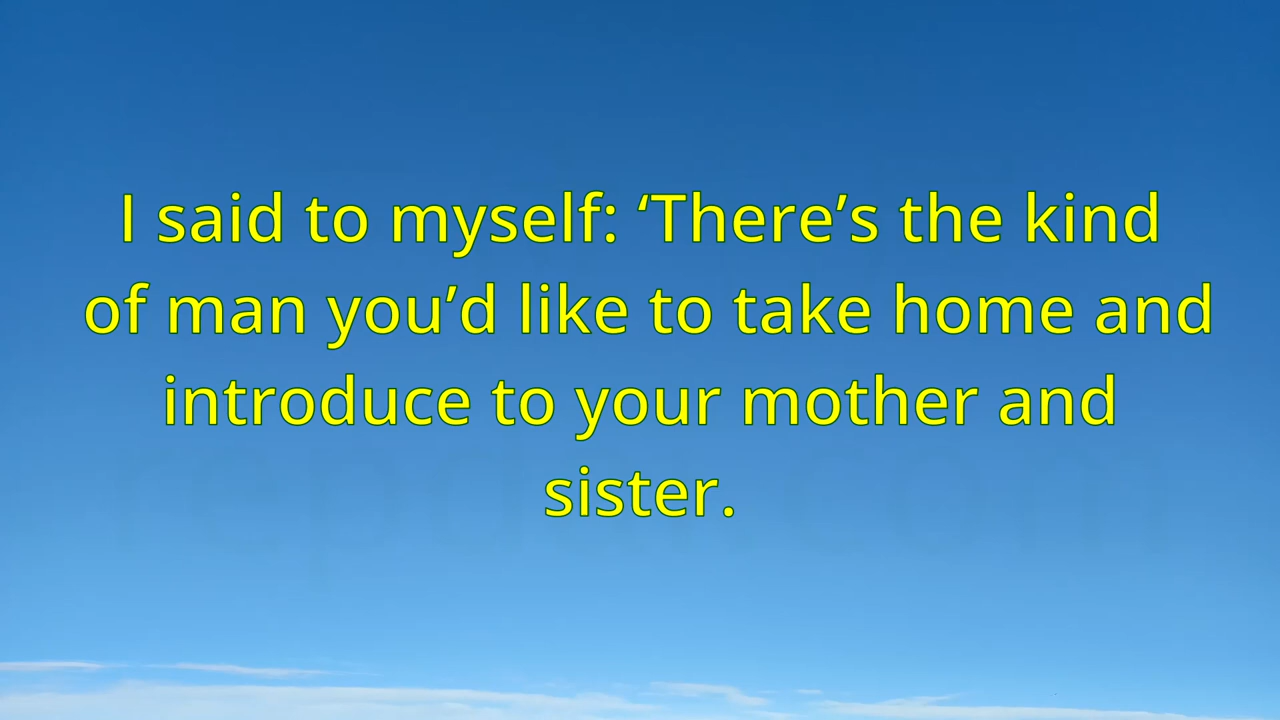 I said to myself: ‘There’s the kind
of man you’d like to take home and
introduce to your mother and
sister.